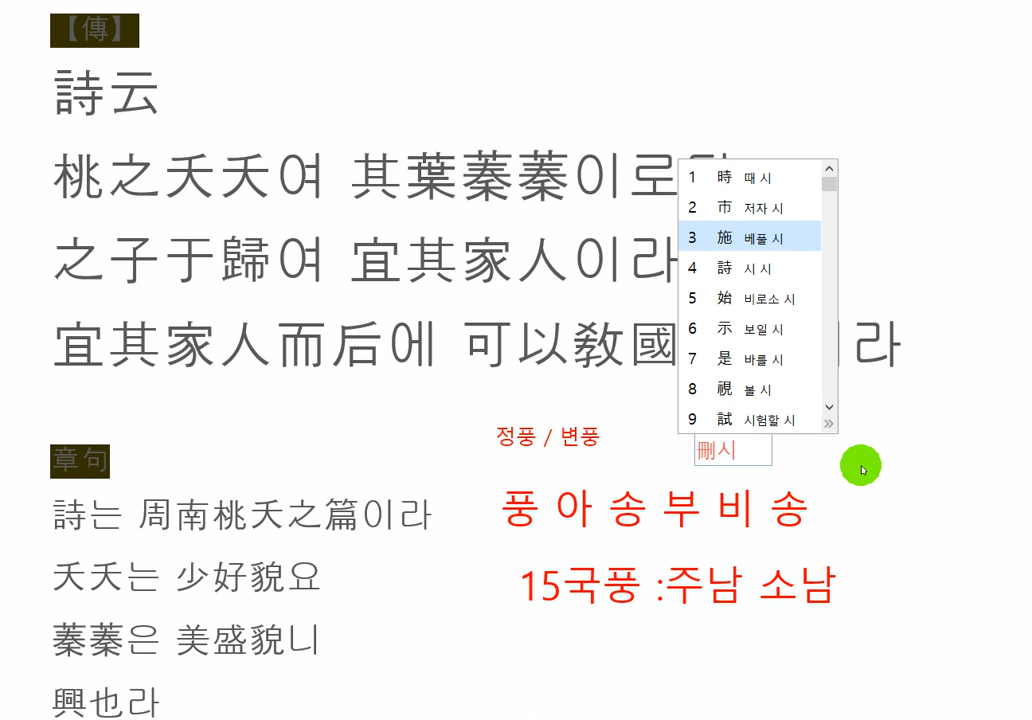 【傳】
詩云
桃之夭夭여 其葉蓁蓁이로
之子于歸여 宜其家人이라
宜其家人而后에 可以敎國 라
1 時 때 시
2 市 저자 시
3 施 베풀 시
4 詩 시 시
5 始 비로소 시
6 示 보일 시
7 是 바를 시
8 視 볼 시
9 試 시험할 시
정풍 / 변풍
刪시
章句
풍 아 송 부 비 송
詩는 周南桃夭之篇이라
15국풍 :주남 소남
夭夭는 少好貌요
蓁蓁은 美盛貌니
興也라